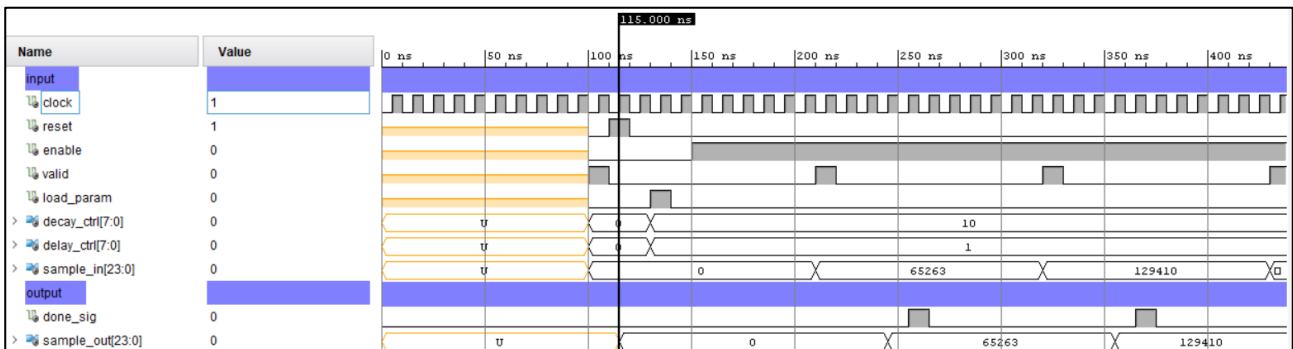 115.000 ns
Name Value 0 ns 50 ns 100 ns 150 ns 200 ns 250 ns 300 ns 350 ns 400 ns
input
clock 1
reset 1
enable 0
valid 0
load_param 0
decay_ctrl[7:0] 0 U 0 10
delay_ctrl[7:0] 0 U 0 1
sample_in[23:0] 0 U 0 65263 129410
output
done_sig 0
sample_out[23:0] 0 U 0 65263 129410